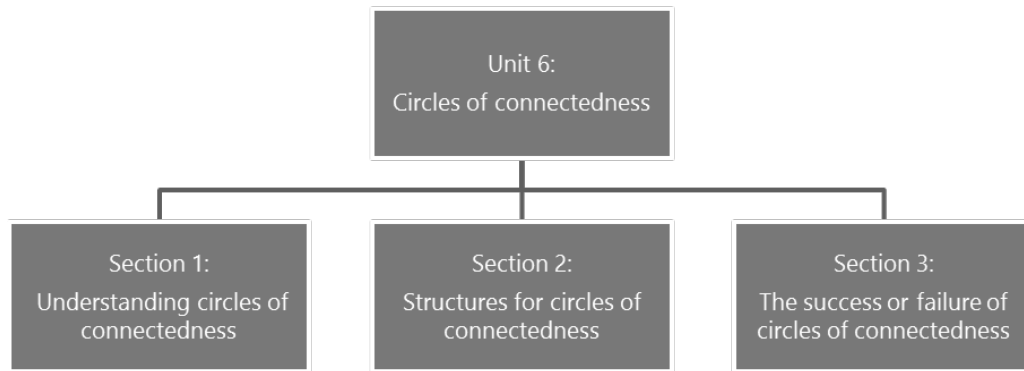 Unit 6:
Circles of connectedness
Section 1:
Understanding circles of
connectedness
Section 2:
Structures for circles of
connectedness
Section 3:
The success or failure of
circles of connectedness